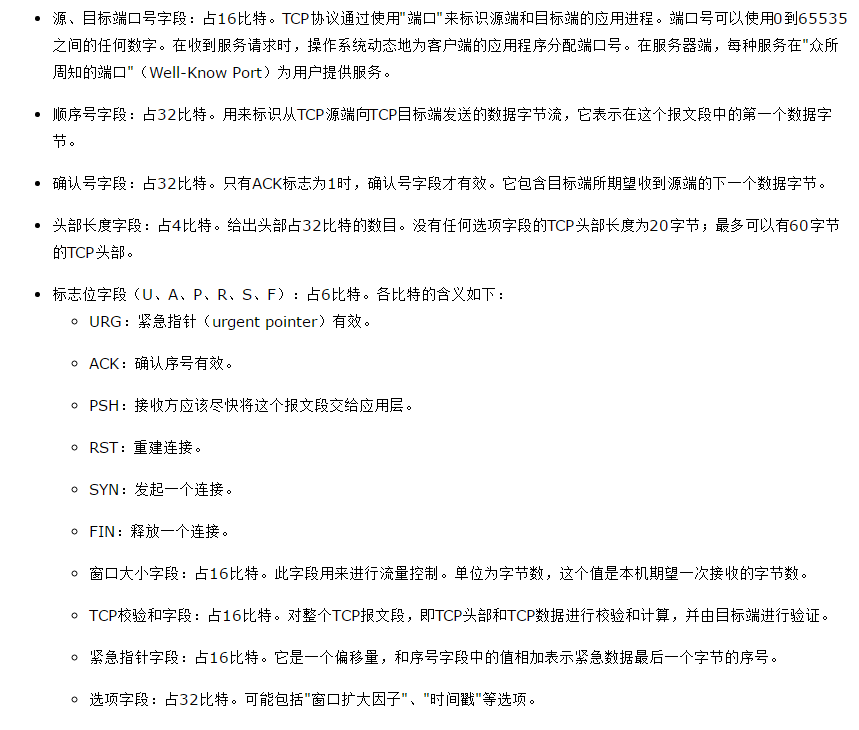 源、目标端口号字段：占16比特。TCP协议通过使用"端口"来标识源端和目标端的应用进程。端口号可以使用0到65535
之间的任何数字。在收到服务请求时，操作系统动态地为客户端的应用程序分配端口号。在服务器端，每种服务在"众所
周知的端口"（Well-Know Port）为用户提供服务。
顺序号字段：占32比特。用来标识从TCP源端向TCP目标端发送的数据字节流，它表示在这个报文段中的第一个数据字
节。
确认号字段：占32比特。只有ACK标志为1时，确认号字段才有效。它包含目标端所期望收到源端的下一个数据字节。
头部长度字段：占4比特。给出头部占32比特的数目。没有任何选项字段的TCP头部长度为20字节；最多可以有60字节
的TCP头部。
标志位字段（U、A、P、R、S、F）：占6比特。各比特的含义如下：
URG：紧急指针（urgent pointer）有效。
ACK：确认序号有效。
PSH：接收方应该尽快将这个报文段交给应用层。
RST：重建连接。
SYN：发起一个连接。
FIN：释放一个连接。
窗口大小字段：占16比特。此字段用来进行流量控制。单位为字节数，这个值是本机期望一次接收的字节数。
TCP校验和字段：占16比特。对整个TCP报文段，即TCP头部和TCP数据进行校验和计算，并由目标端进行验证。
紧急指针字段：占16比特。它是一个偏移量，和序号字段中的值相加表示紧急数据最后一个字节的序号。
选项字段：占32比特。可能包括"窗口扩大因子"、"时间戳"等选项。